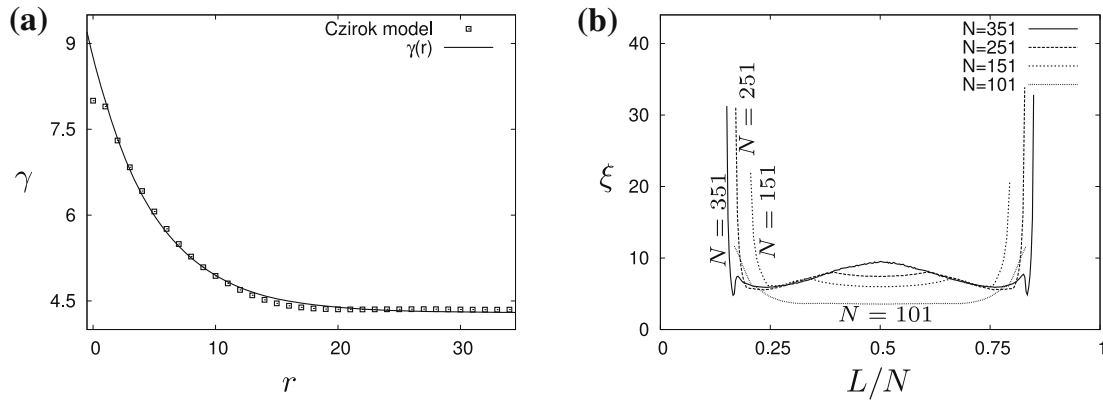 (a)
Czirok model
γ(r)
9
7.5
6
4.5
γ
0
10
20
30
r
(b)
N=351
N=251
N=151
N=101
40
30
20
10
0
ξ
N = 351
N = 251
N = 151
N = 101
0
0.25
0.5
0.75
1
L/N